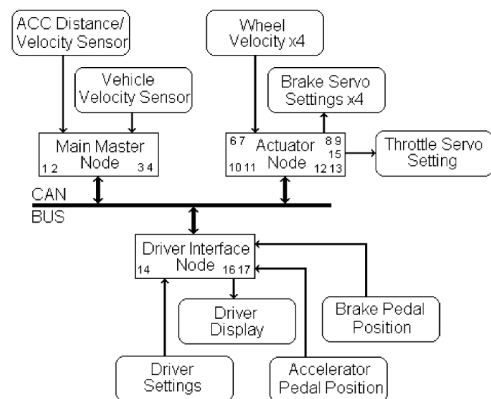 ACC Distance/
Velocity Sensor
Wheel
Velocity x4
Vehicle
Velocity Sensor
Brake Servo
Settings x4
Main Master
Node
1 2
3 4
6 7
Actuator
Node
8 9
15
10 11
12 13
Throttle Servo
Setting
CAN
BUS
Driver Interface
Node
14
16 17
Driver
Display
Brake Pedal
Position
Driver
Settings
Accelerator
Pedal Position